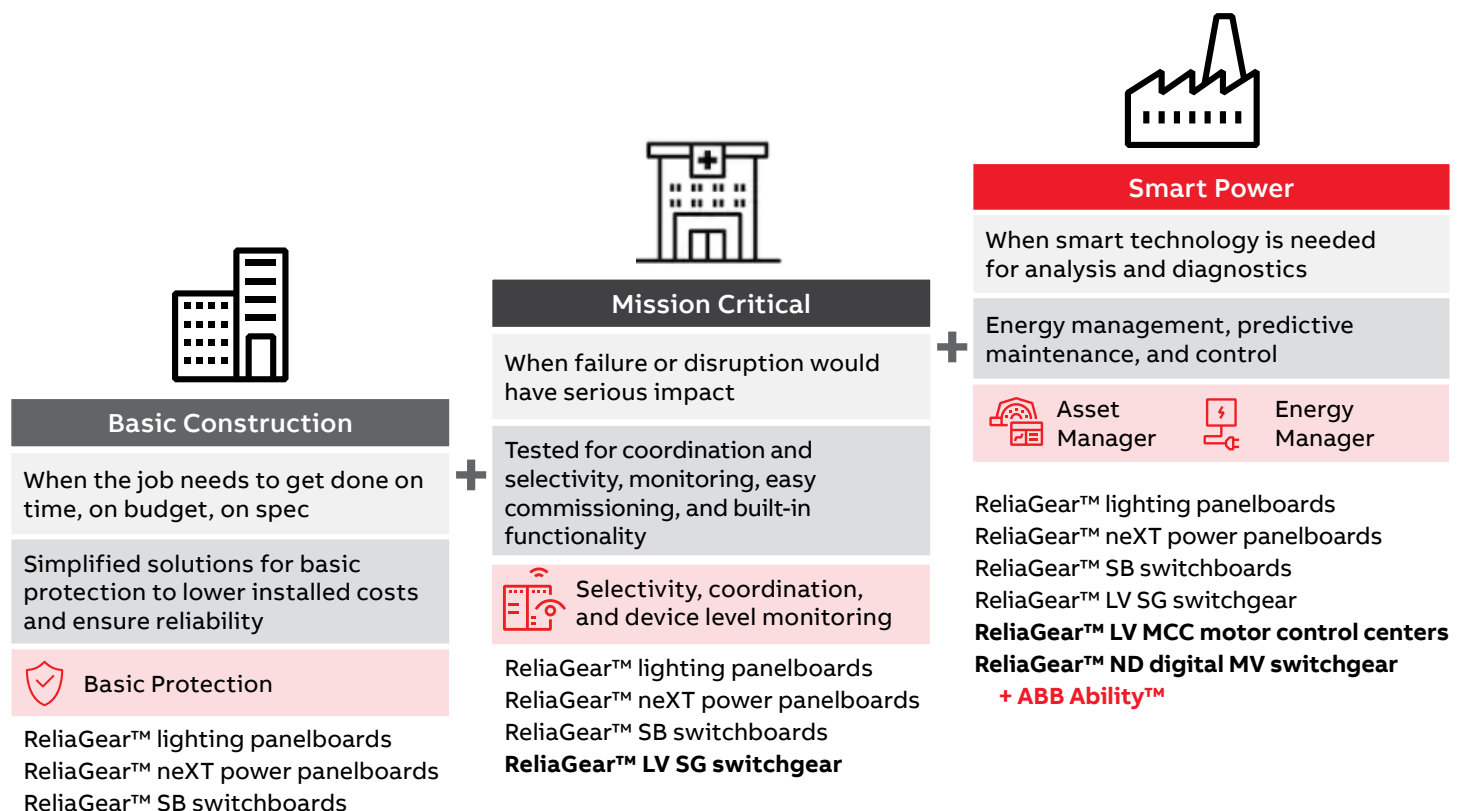 Basic Construction
When the job needs to get done on
time, on budget, on spec
Simplified solutions for basic
protection to lower installed costs
and ensure reliability
Basic Protection
ReliaGear™ lighting panelboards
ReliaGear™ neXT power panelboards
ReliaGear™ SB switchboards
+
Mission Critical
When failure or disruption would
have serious impact
Tested for coordination and
selectivity, monitoring, easy
commissioning, and built-in
functionality
Selectivity, coordination,
and device level monitoring
ReliaGear™ lighting panelboards
ReliaGear™ neXT power panelboards
ReliaGear™ SB switchboards
ReliaGear™ LV SG switchgear
+
Smart Power
When smart technology is needed
for analysis and diagnostics
Energy management, predictive
maintenance, and control
Asset
Manager
Energy
Manager
ReliaGear™ lighting panelboards
ReliaGear™ neXT power panelboards
ReliaGear™ SB switchboards
ReliaGear™ LV SG switchgear
ReliaGear™ LV MCC motor control centers
ReliaGear™ ND digital MV switchgear
+ ABB Ability™